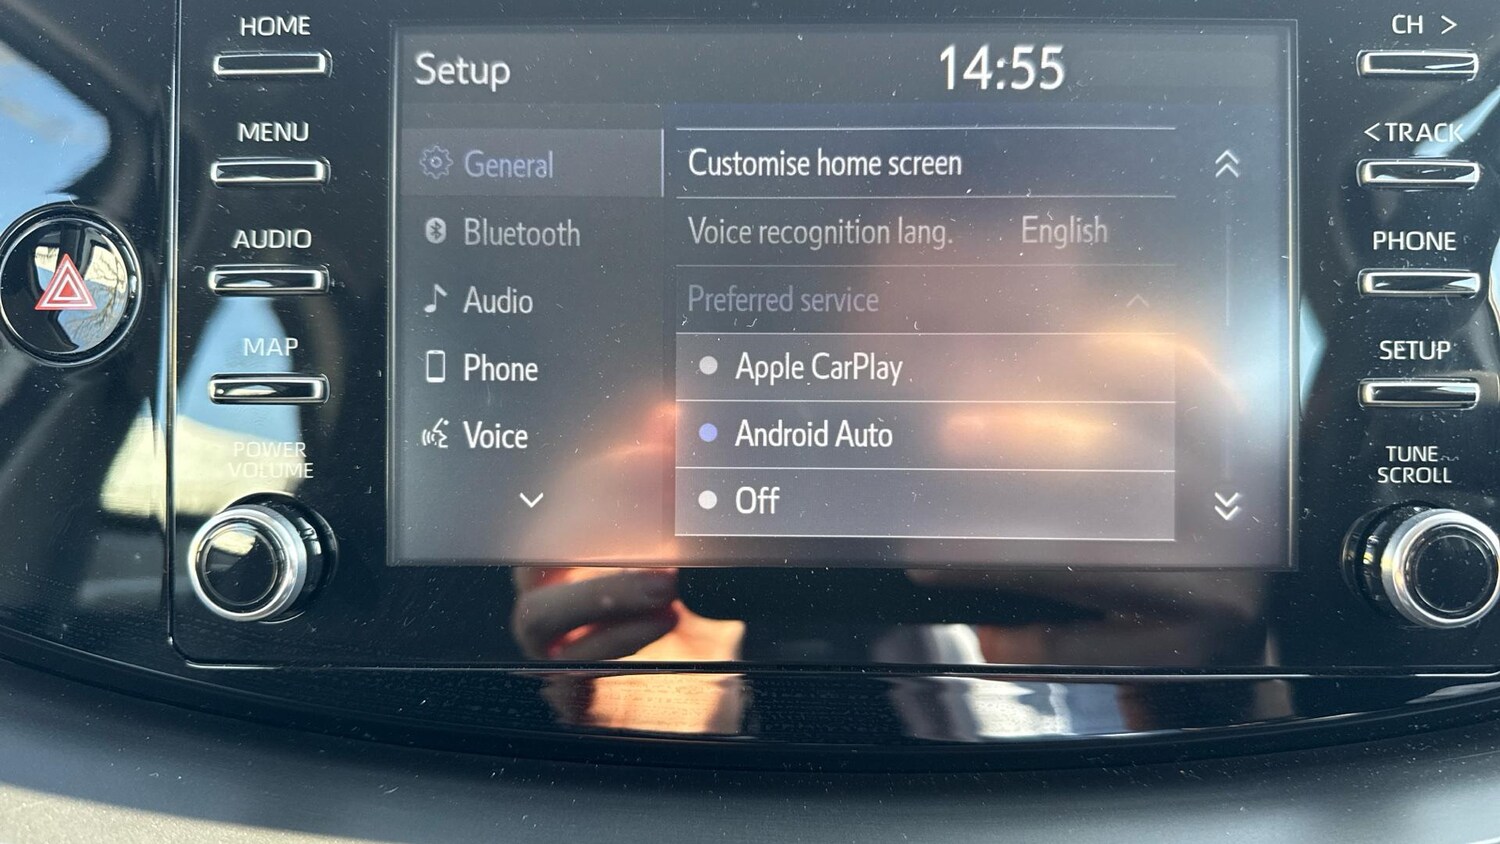 HOME
MENU
AUDIO
MAP
POWER
VOLUME
Setup
14:55
General
Bluetooth
Audio
Phone
Voice
Customise home screen
Voice recognition lang. English
Preferred service
Apple CarPlay
Android Auto
Off
CH >
< TRACK
PHONE
SETUP
TUNE
SCROLL